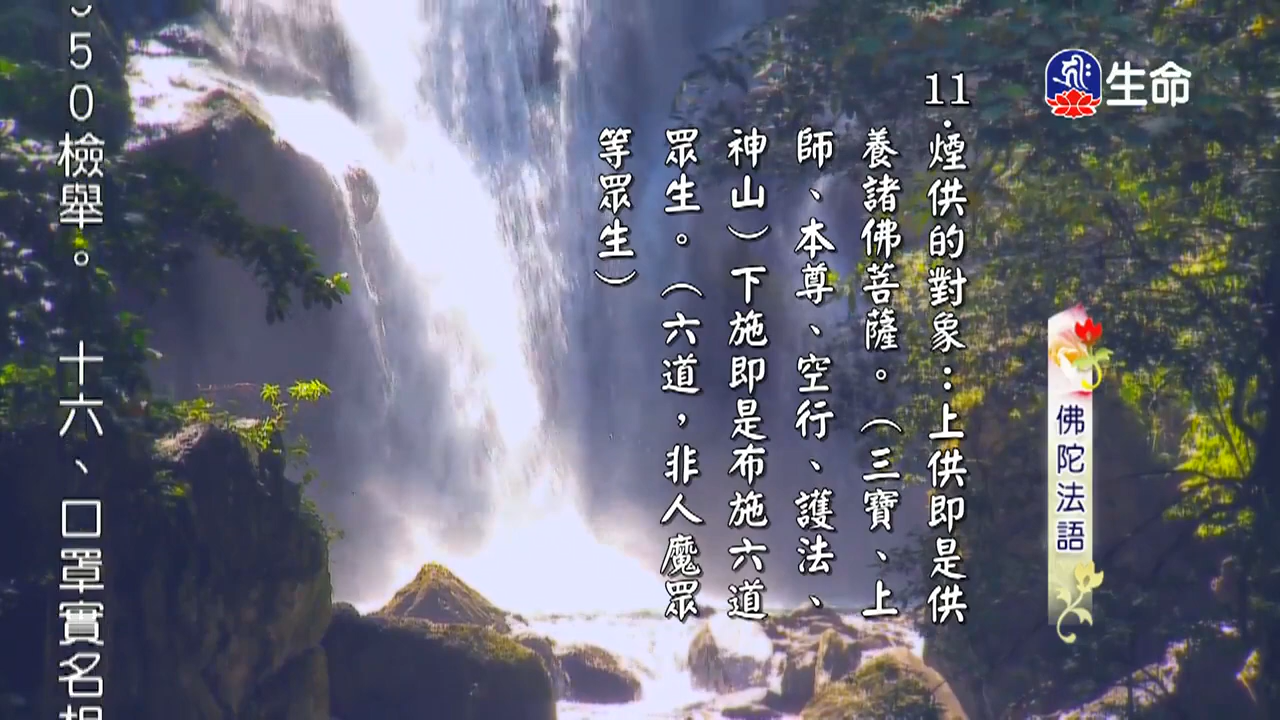 生命
佛陀法語
11.煙供的對象：上供即是供
養諸佛菩薩。（三寶、上
師、本尊、空行、護法、
神山）下施即是布施六道
眾生。（六道，非人魔眾
等眾生）
50檢舉。 十六、口罩實名